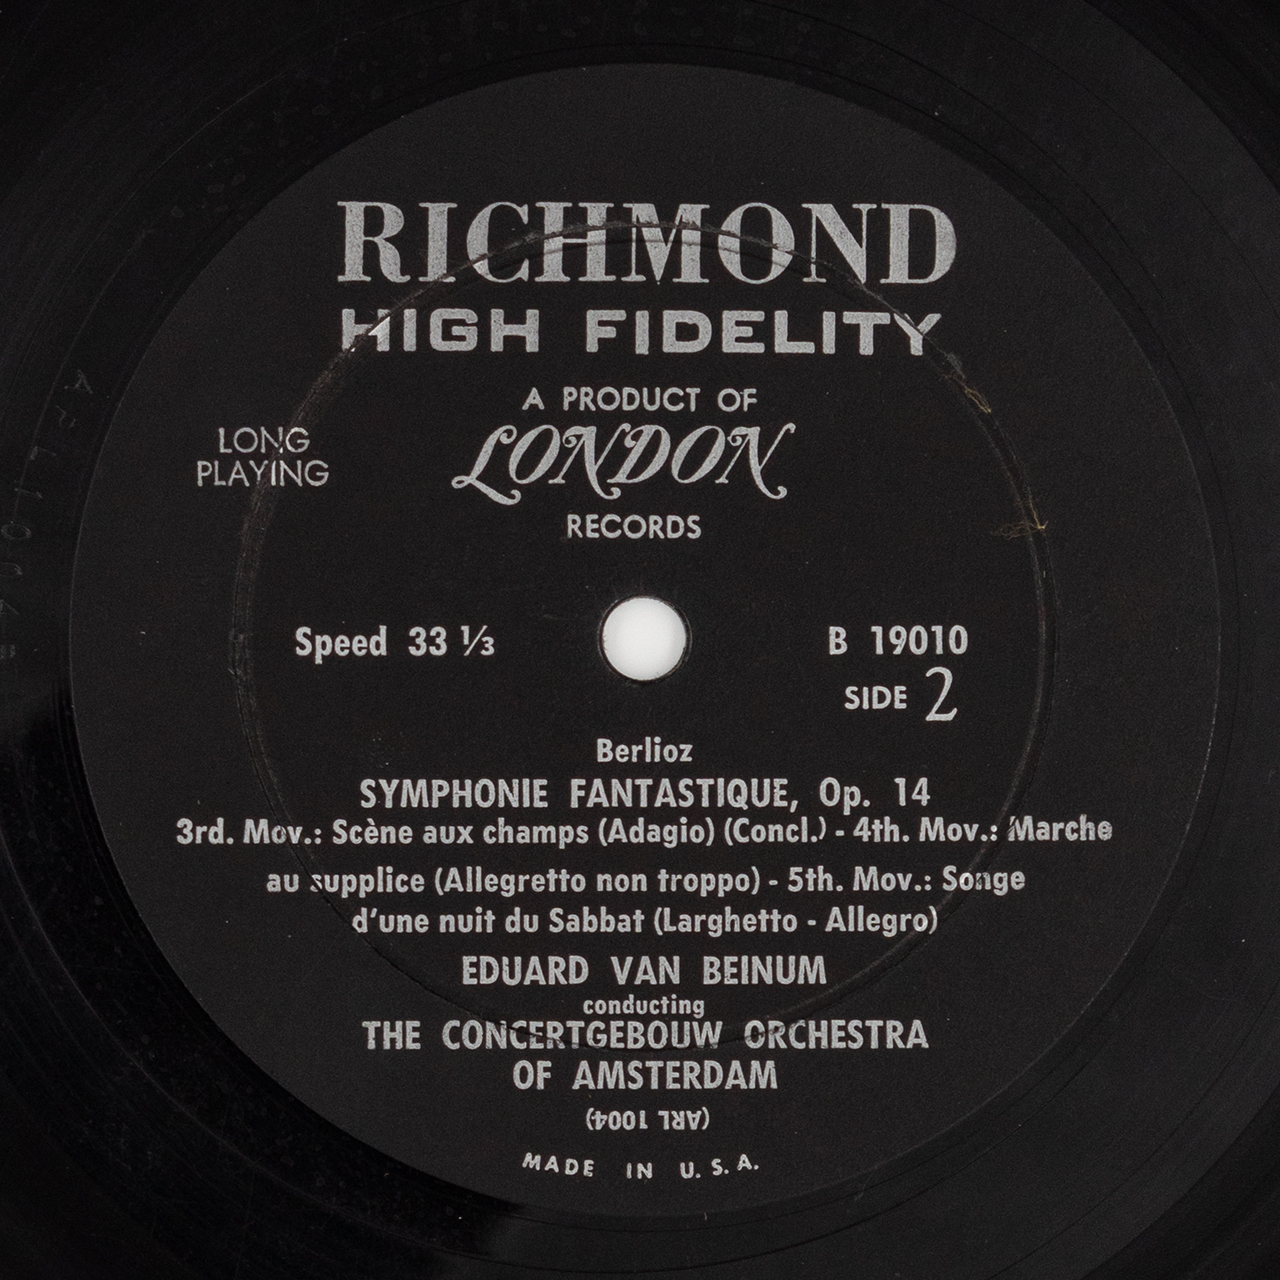 RICHMOND
HIGH FIDELITY
A PRODUCT OF
LONDON
RECORDS
LONG
PLAYING
Speed 33 ⅓
B 19010
SIDE 2
Berlioz
SYMPHONIE FANTASTIQUE, Op. 14
3rd. Mov.: Scène aux champs (Adagio) (Concl.) - 4th. Mov.: Marche
au supplice (Allegretto non troppo) - 5th. Mov.: Songe
d'une nuit du Sabbat (Larghetto - Allegro)
EDUARD VAN BEINUM
conducting
THE CONCERTGEBOUW ORCHESTRA
OF AMSTERDAM
(ARL 1004)
MADE IN U.S.A.